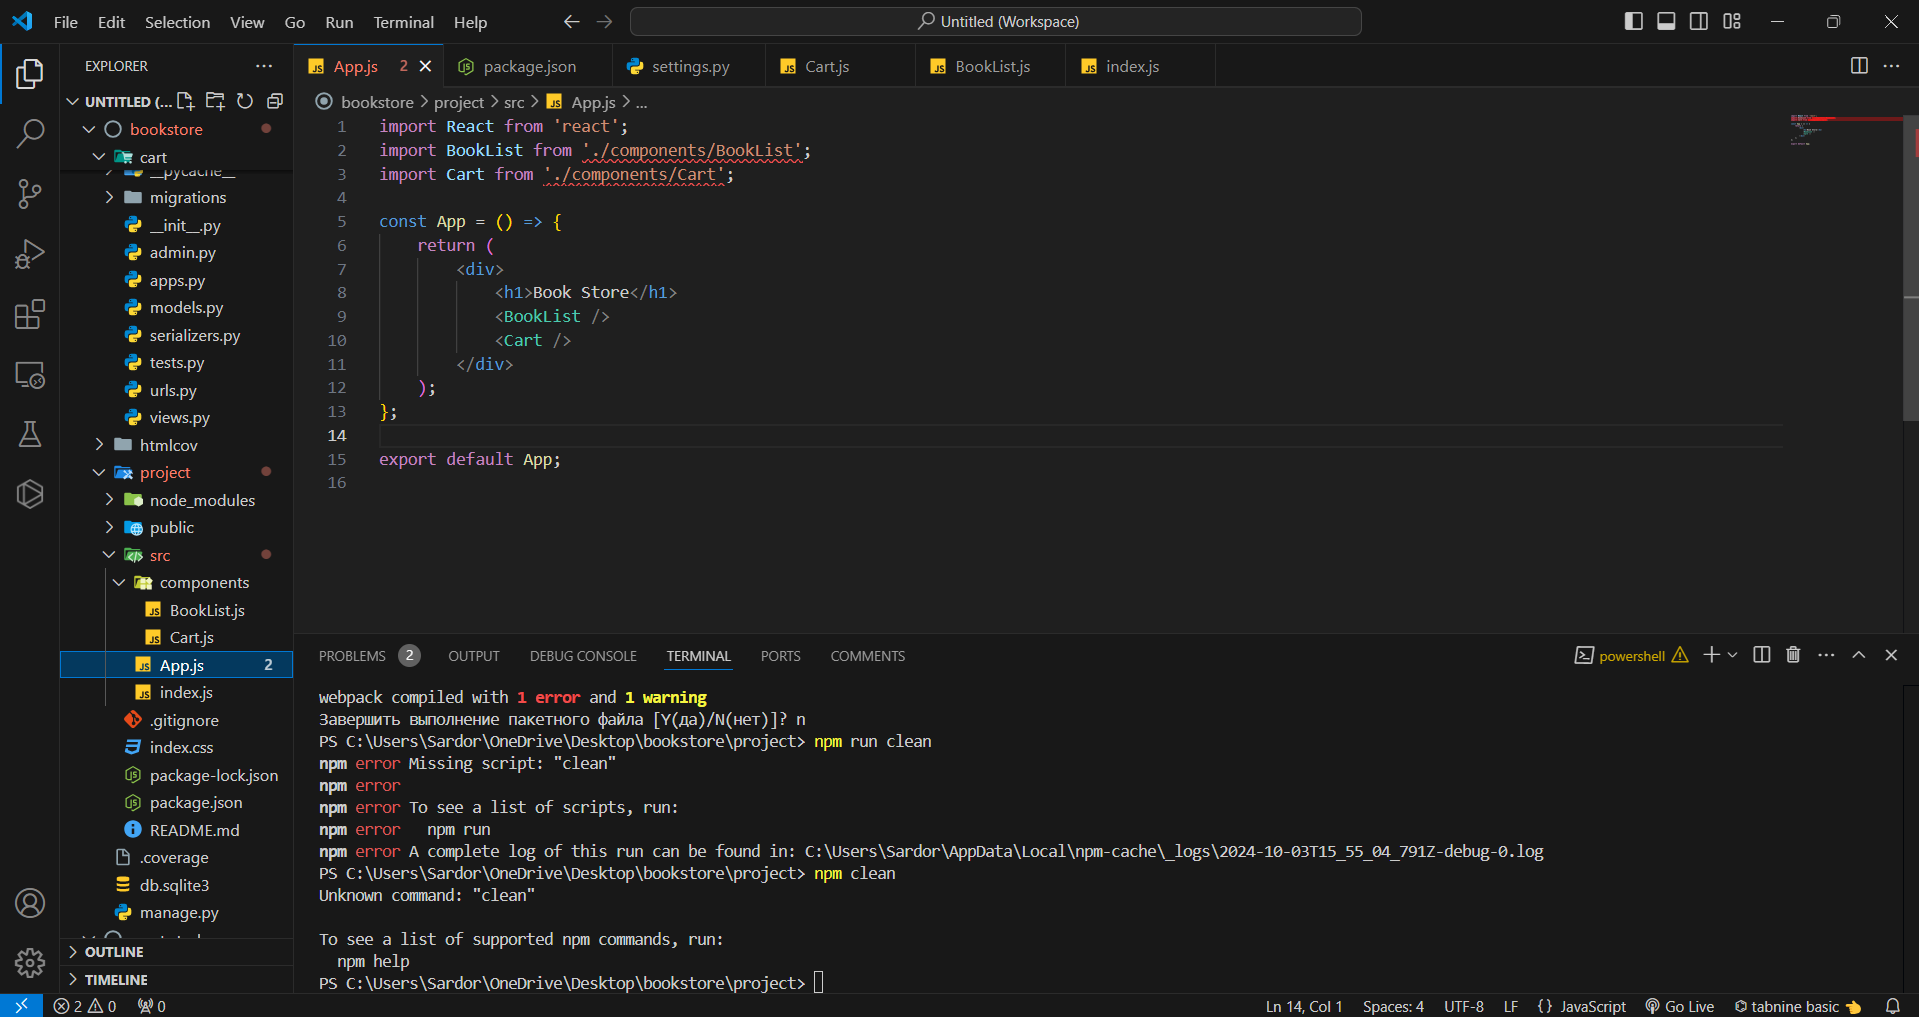 File Edit Selection View Go Run Terminal Help
Untitled (Workspace)
EXPLORER
UNTITLED (...
bookstore
cart
__pycache__
migrations
__init__.py
admin.py
apps.py
models.py
serializers.py
tests.py
urls.py
views.py
htmlcov
project
node_modules
public
src
components
BookList.js
Cart.js
App.js 2
index.js
.gitignore
index.css
package-lock.json
package.json
README.md
.coverage
db.sqlite3
manage.py
OUTLINE
TIMELINE
App.js 2
package.json
settings.py
Cart.js
BookList.js
index.js
bookstore > project > src > App.js > ...
1 import React from 'react';
2 import BookList from './components/BookList';
3 import Cart from './components/Cart';
4
5 const App = () => {
6 return (
7 <div>
8 <h1>Book Store</h1>
9 <BookList />
10 <Cart />
11 </div>
12 );
13 };
14
15 export default App;
16
PROBLEMS 2 OUTPUT DEBUG CONSOLE TERMINAL PORTS COMMENTS
powershell
webpack compiled with 1 error and 1 warning
Завершить выполнение пакетного файла [Y(да)/N(нет)]? n
PS C:\Users\Sardor\OneDrive\Desktop\bookstore\project> npm run clean
npm error Missing script: "clean"
npm error
npm error To see a list of scripts, run:
npm error npm run
npm error A complete log of this run can be found in: C:\Users\Sardor\AppData\Local\npm-cache\_logs\2024-10-03T15_55_04_791Z-debug-0.log
PS C:\Users\Sardor\OneDrive\Desktop\bookstore\project> npm clean
Unknown command: "clean"
To see a list of supported npm commands, run:
npm help
PS C:\Users\Sardor\OneDrive\Desktop\bookstore\project>
2 0 0
Ln 14, Col 1 Spaces: 4 UTF-8 LF {} JavaScript Go Live tabnine basic